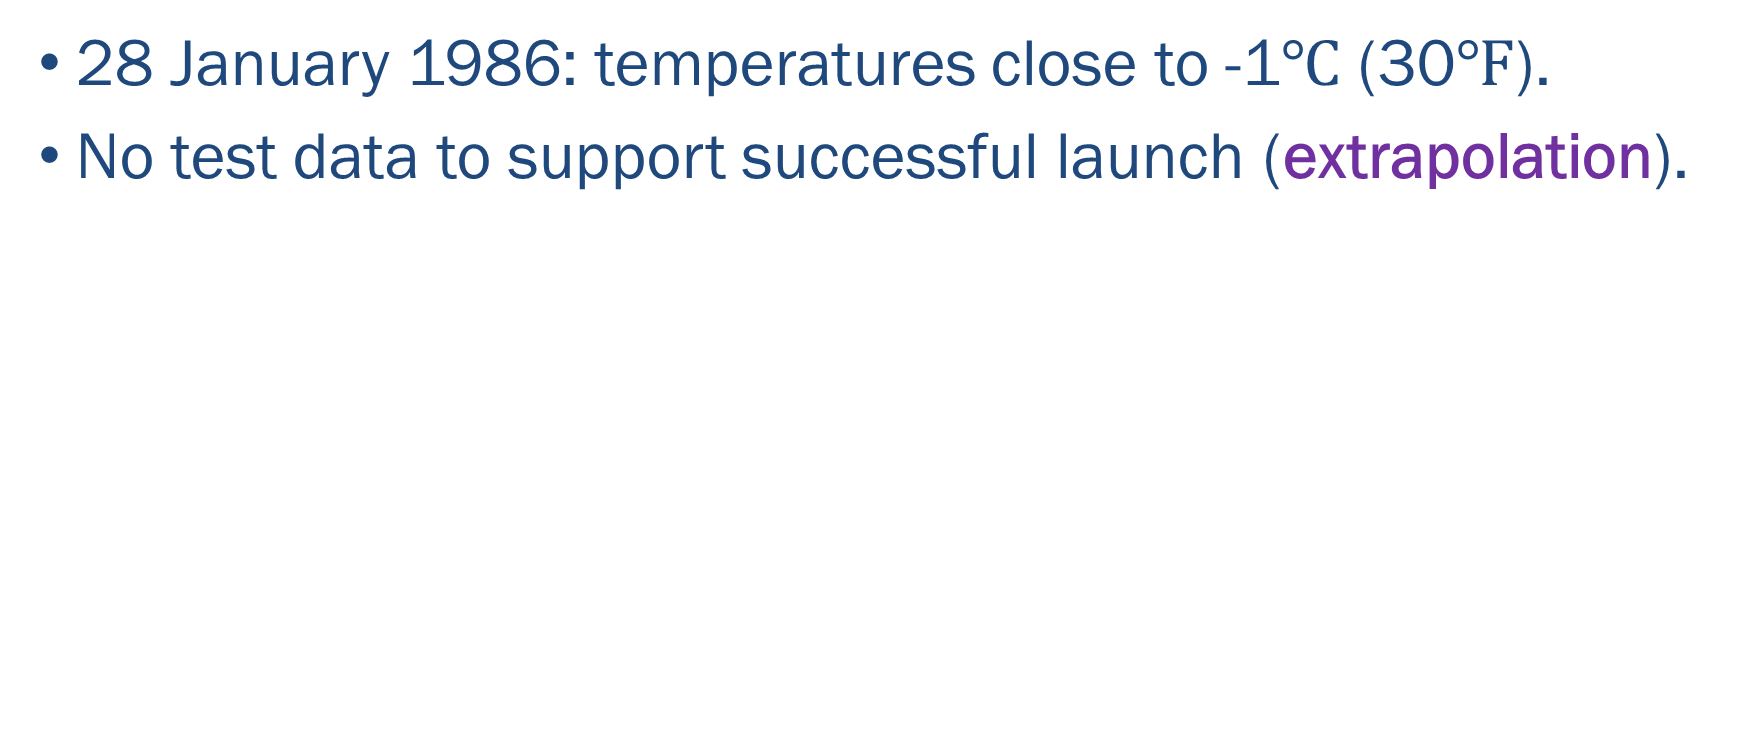 • 28 January 1986: temperatures close to -1°C (30°F).
• No test data to support successful launch (extrapolation).